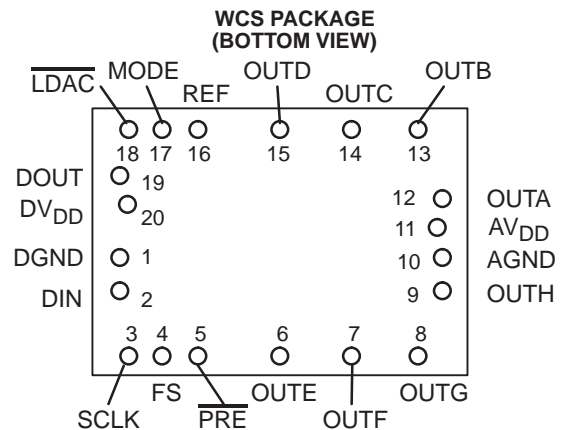 WCS PACKAGE
(BOTTOM VIEW)
LDAC MODE OUTD OUTB
REF OUTC
18 17 16 15 14 13
DOUT 19 12 OUTA
DVDD 20 11 AVDD
DGND 1 10 AGND
DIN 2 9 OUTH
3 4 5 6 7 8
FS OUTE OUTG
SCLK PRE OUTF